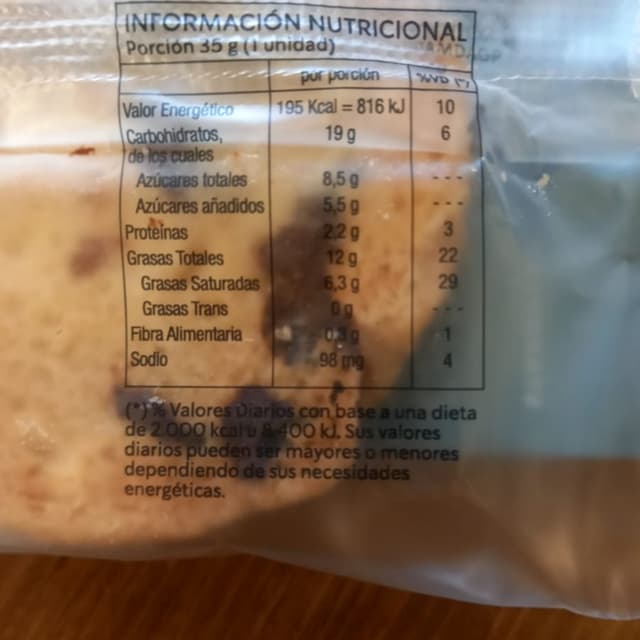 INFORMACIÓN NUTRICIONAL
Porción 35 g (1 unidad)
por porción %VD (*)
Valor Energético 195 Kcal = 816 kJ 10
Carbohidratos, 19 g 6
de los cuales
Azúcares totales 8,5 g ---
Azúcares añadidos 5,5 g ---
Proteínas 2,2 g 3
Grasas Totales 12 g 22
Grasas Saturadas 6,3 g 29
Grasas Trans 0 g ---
Fibra Alimentaria 1
Sodio 98 mg 4
(*) % Valores Diarios con base a una dieta
de 2.000 kcal u 8.400 kJ. Sus valores
diarios pueden ser mayores o menores
dependiendo de sus necesidades
energéticas.